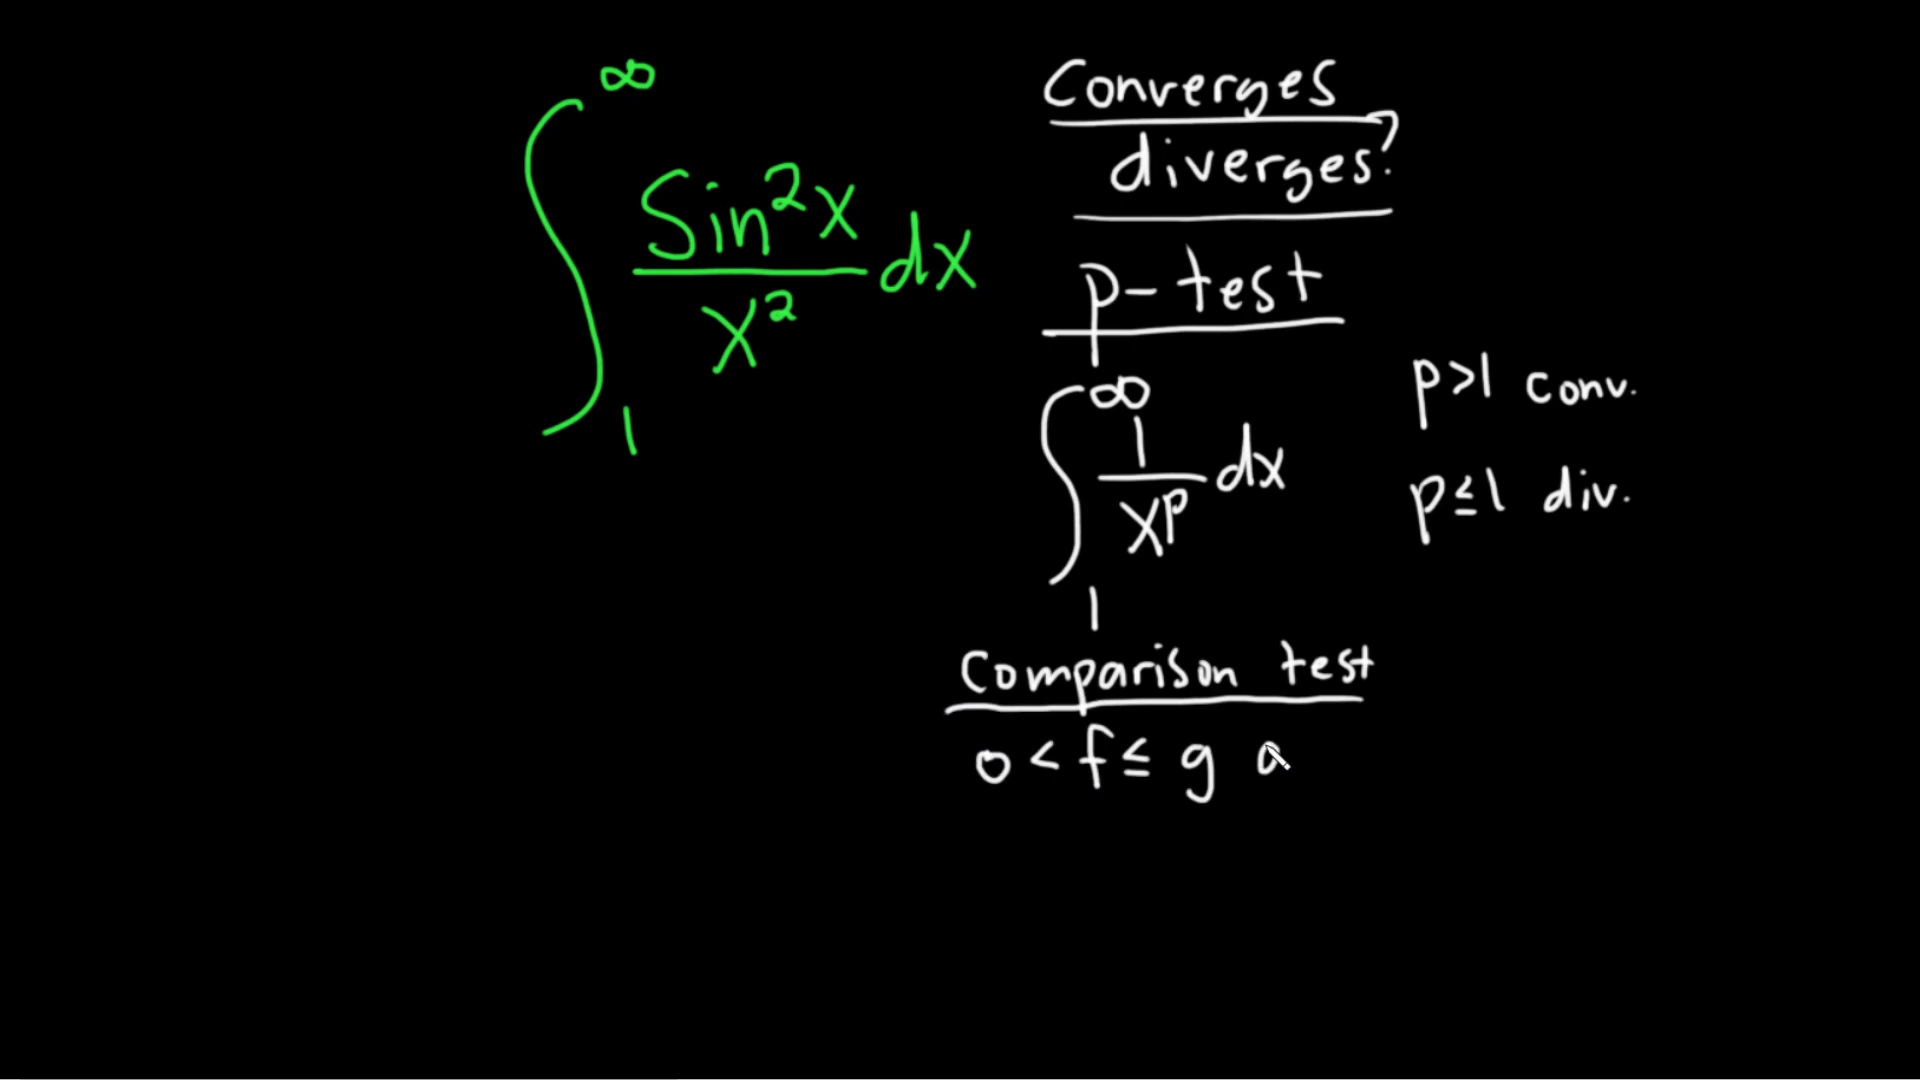 ∫₁^∞ Sin²x/x² dx
Converges
diverges?
p-test
∫₁^∞ 1/x^p dx
p>1 conv.
p≤1 div.
Comparison test
0 < f ≤ g a